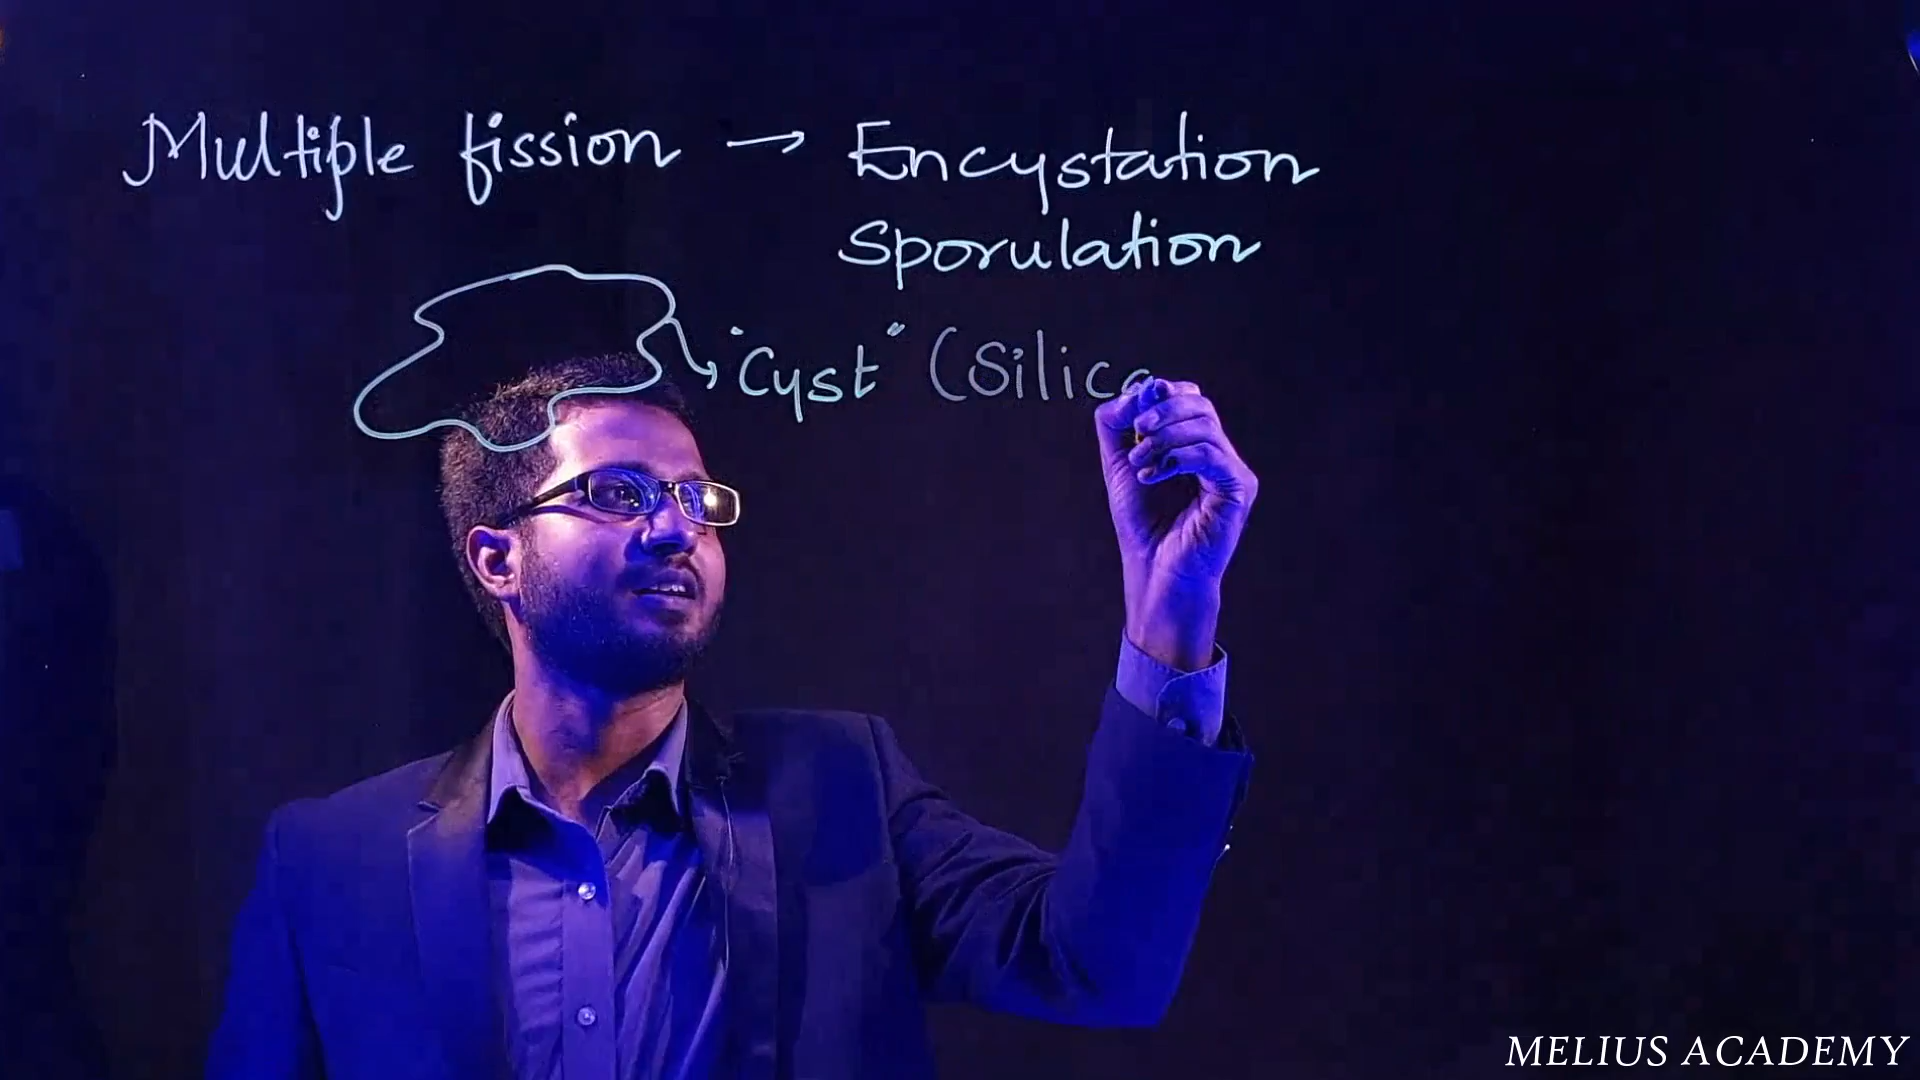 Multiple fission → Encystation
Sporulation
"Cyst" (Silica
MELIUS ACADEMY